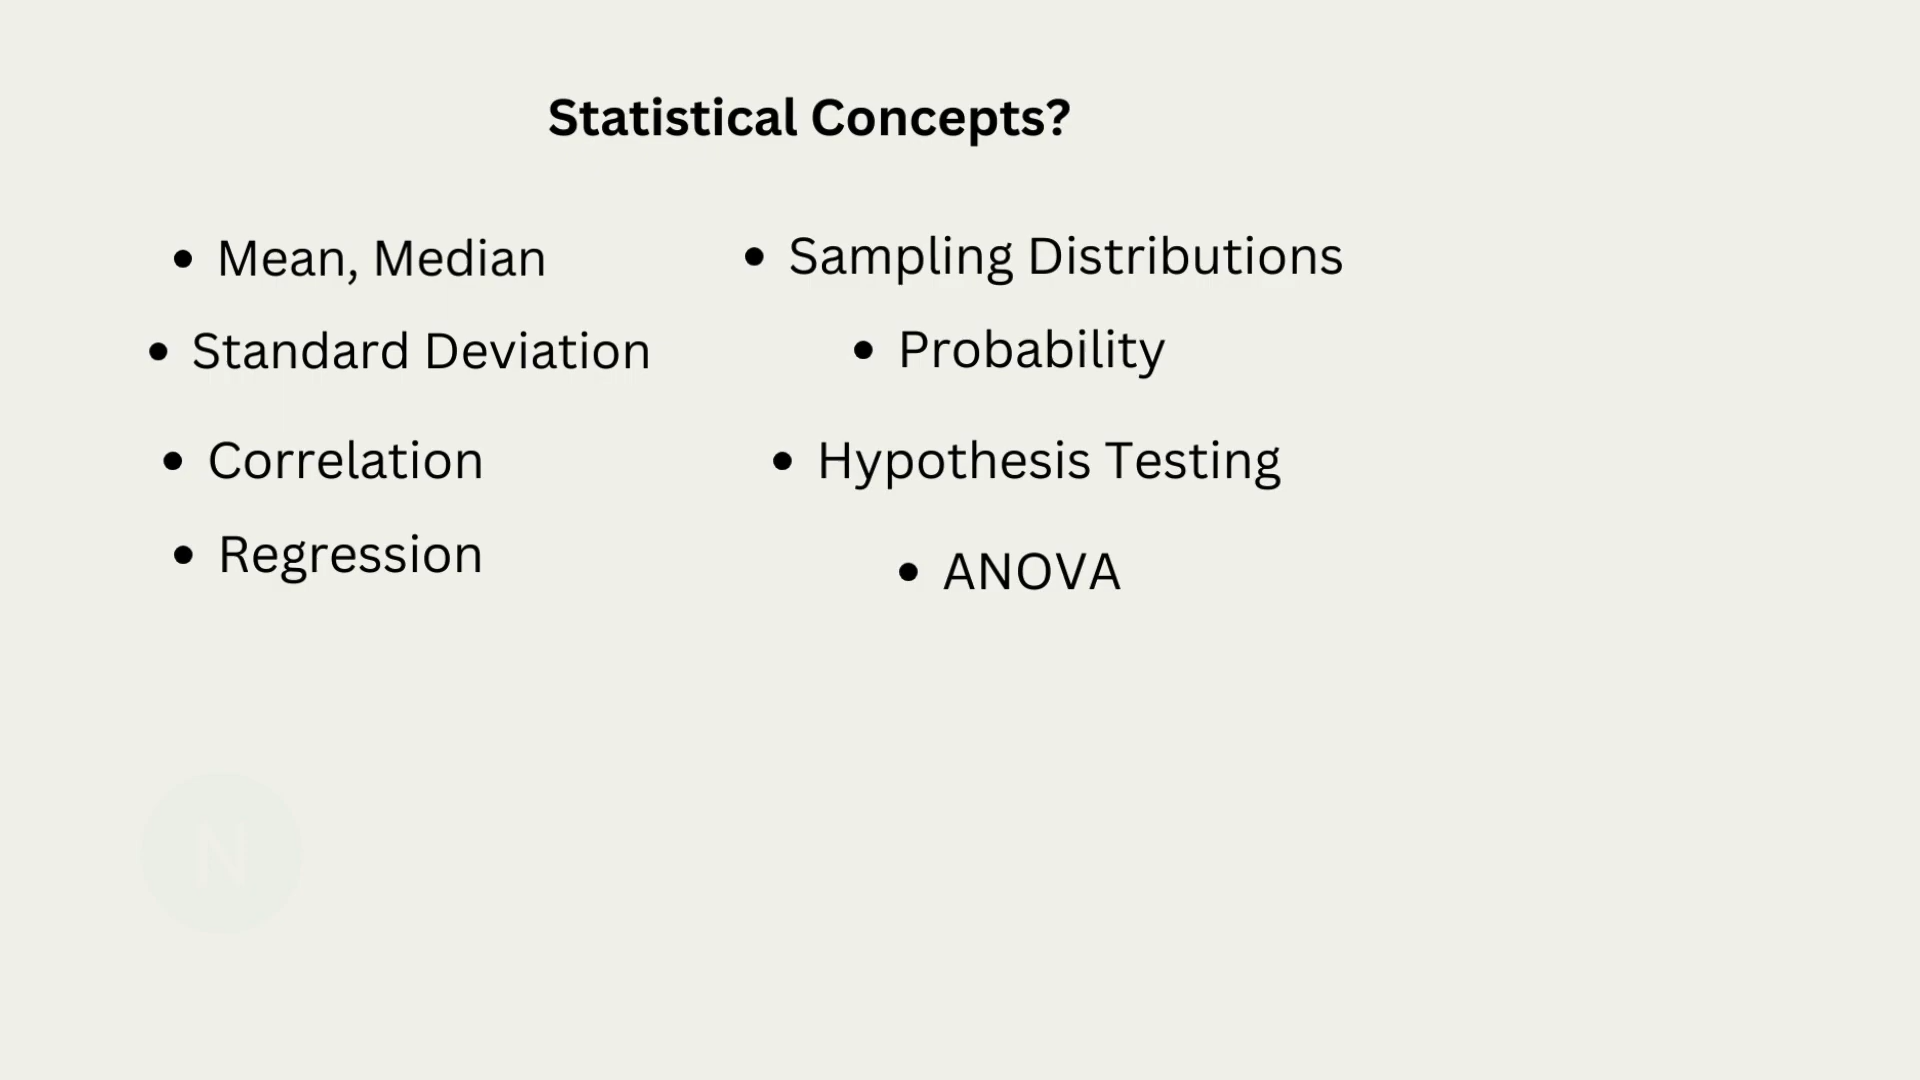 Statistical Concepts?
• Mean, Median
• Standard Deviation
• Correlation
• Regression
• Sampling Distributions
• Probability
• Hypothesis Testing
• ANOVA
N